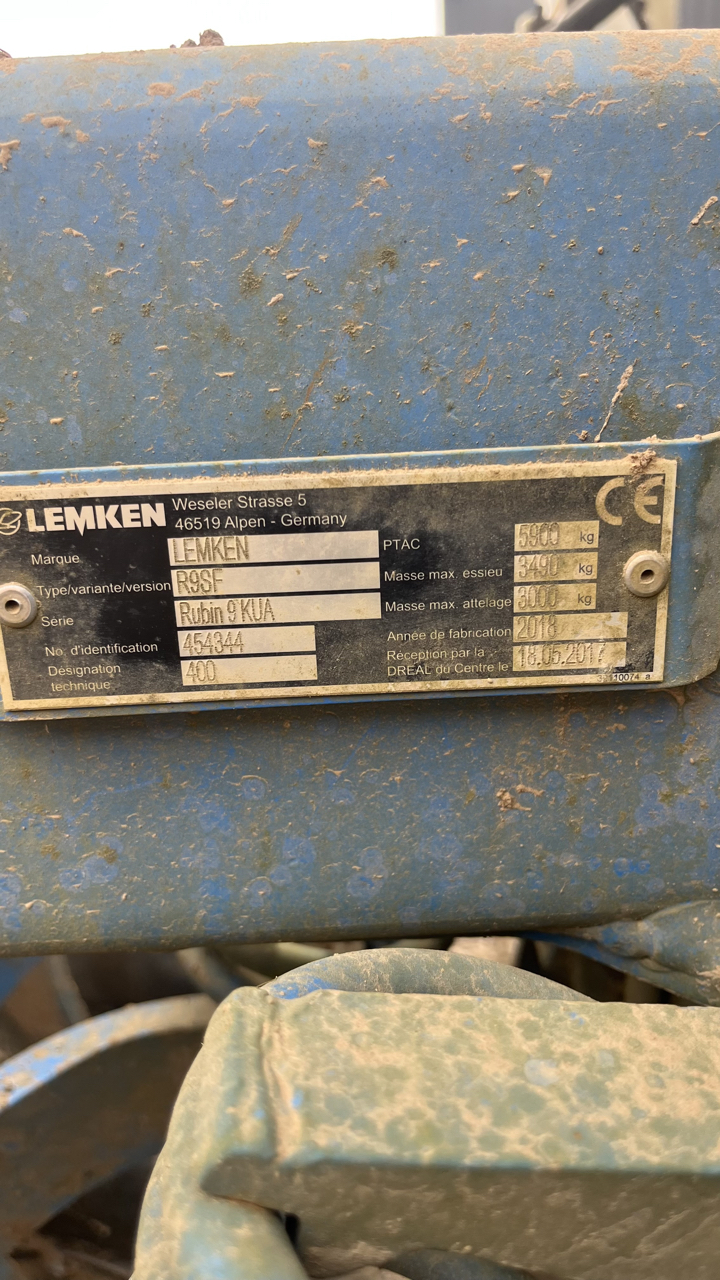 LEMKEN
Weseler Strasse 5
46519 Alpen - Germany
CE
Marque LEMKEN
Type/variante/version R9SF
Série Rubin 9 KUA
No. d'identification 454344
Désignation technique 400
PTAC 5900 kg
Masse max. essieu 3490 kg
Masse max. attelage 3000 kg
Année de fabrication 2018
Réception par la
DREAL du Centre le 18.05.2017